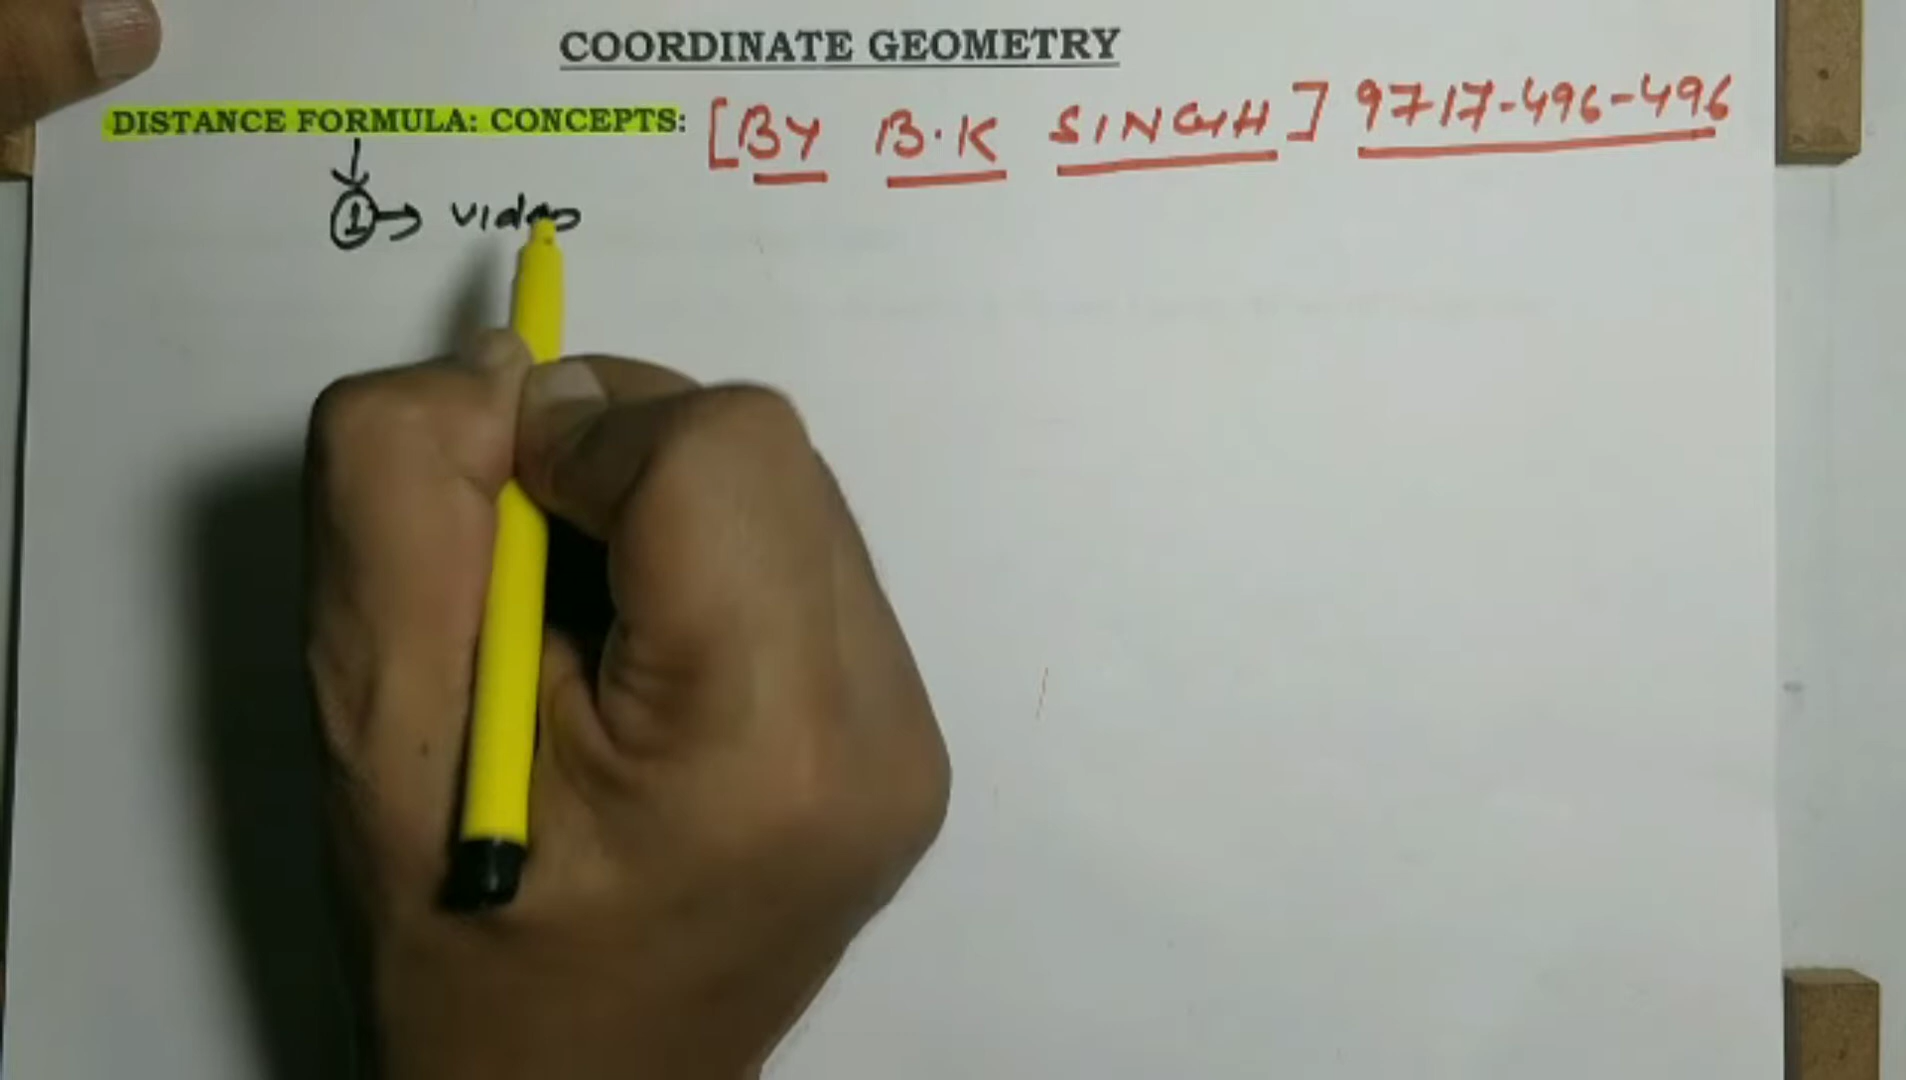 COORDINATE GEOMETRY
DISTANCE FORMULA: CONCEPTS: [BY B.K SINGH] 9717-496-496
1 → video